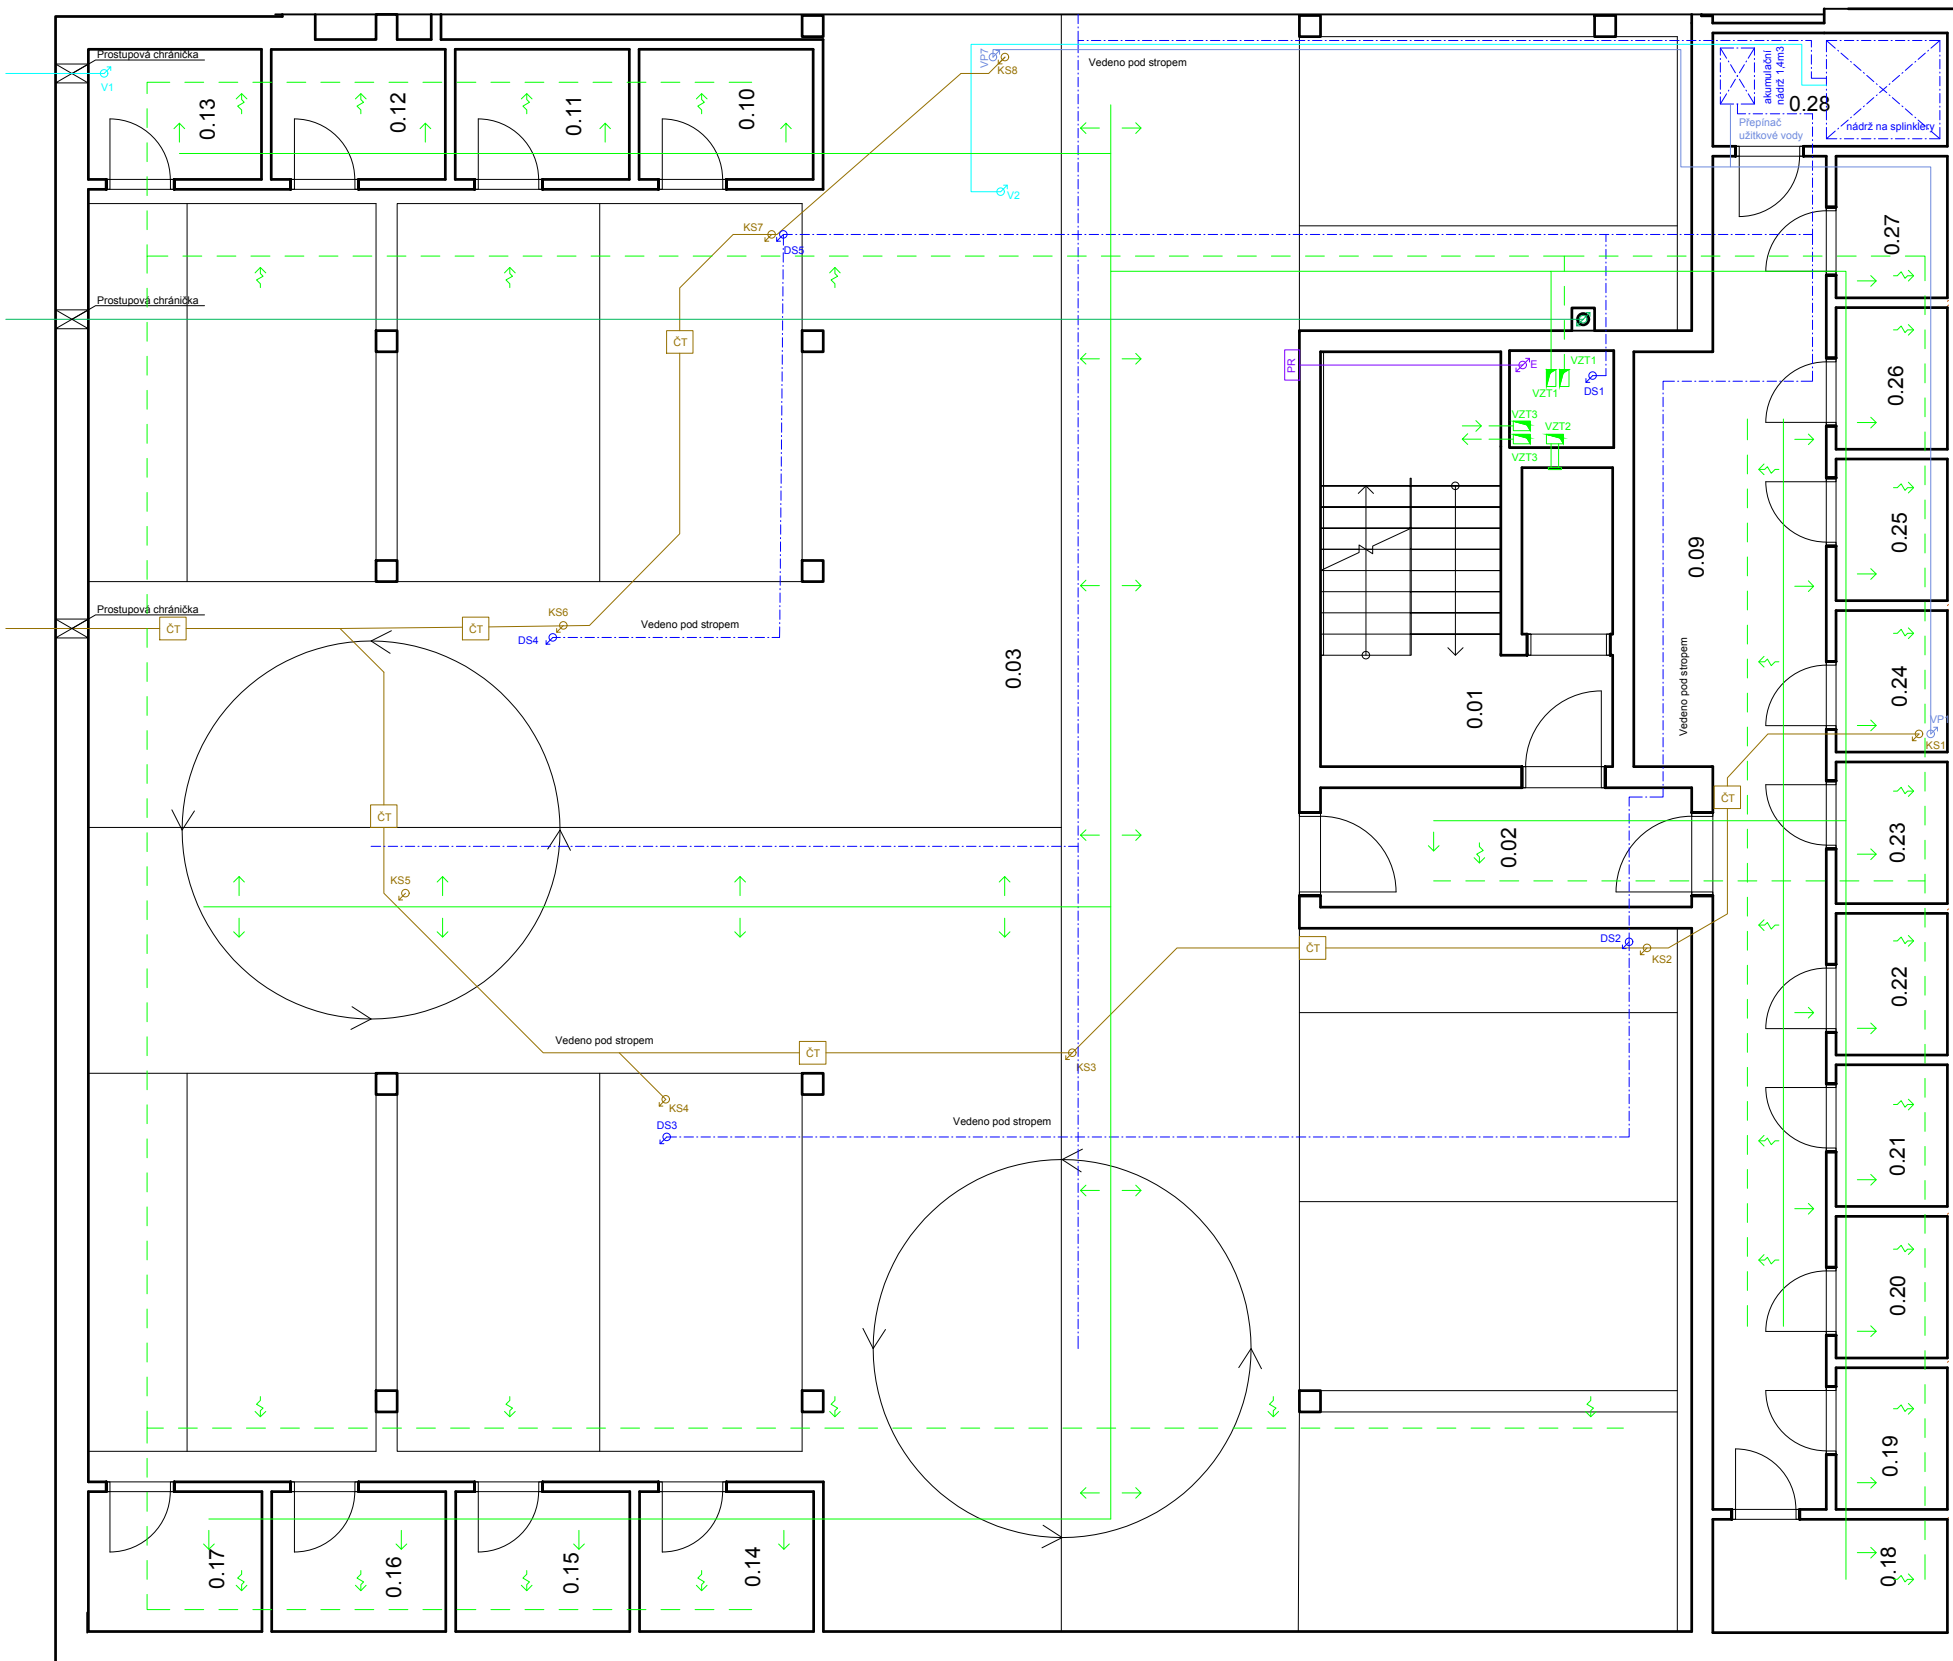 Prostupová chránička
V1
0.13
0.12
0.11
0.10
VP7
KS8
Vedeno pod stropem
akumulační
nádrž 1,4m3
0.28
Přepínač
užitkové vody
nádrž na splinklery
V2
KS7
DS5
0.27
Prostupová chránička
ČT
PR
E
VZT1
VZT1
DS1
VZT3
VZT2
VZT3
0.26
0.25
0.09
Prostupová chránička
ČT
ČT
KS6
DS4
Vedeno pod stropem
0.03
0.01
Vedeno pod stropem
0.24
VP1
KS1
ČT
ČT
0.02
0.23
KS5
DS2
KS2
ČT
0.22
Vedeno pod stropem
ČT
KS3
KS4
DS3
Vedeno pod stropem
0.21
0.20
0.19
0.17
0.16
0.15
0.14
0.18